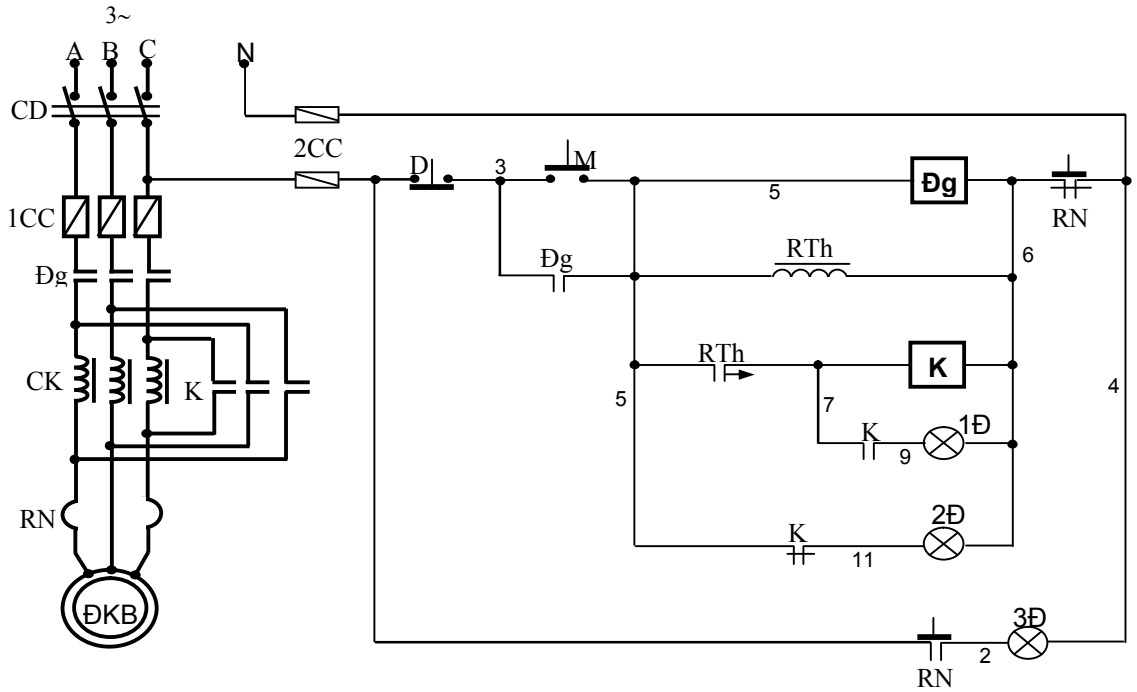 3~
A B C N
CD
2CC
D 3 M
5 Đg
RN
1CC
Đg
Đg RTh 6
RTh
CK K K
5 7 4
K 9 1Đ
RN
K 11 2Đ
ĐKB
3Đ
RN 2